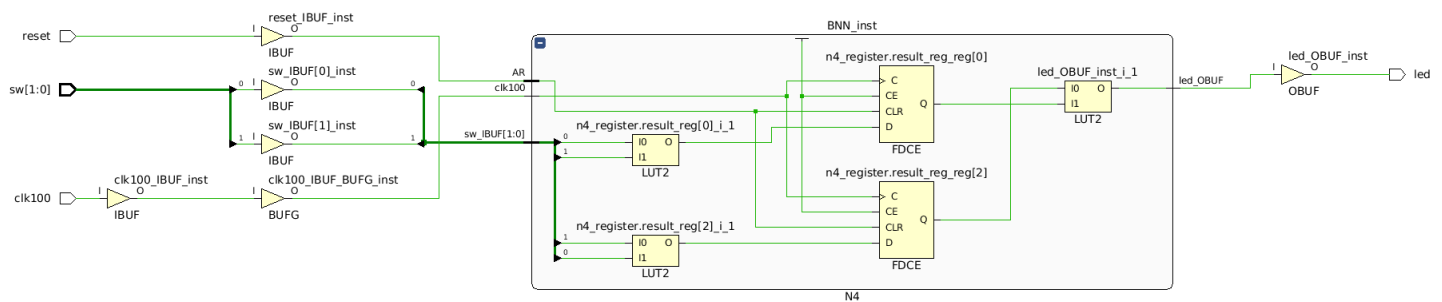 reset
I
reset_IBUF_inst
O
IBUF
sw[1:0]
0
I
sw_IBUF[0]_inst
O
0
IBUF
1
I
sw_IBUF[1]_inst
O
1
IBUF
clk100
I
clk100_IBUF_inst
O
IBUF
I
clk100_IBUF_BUFG_inst
O
BUFG
BNN_inst
AR
clk100
sw_IBUF[1:0]
0
1
n4_register.result_reg[0]_i_1
I0 O
I1
LUT2
1
0
n4_register.result_reg[2]_i_1
I0 O
I1
LUT2
n4_register.result_reg_reg[0]
C
CE
CLR
D
Q
FDCE
n4_register.result_reg_reg[2]
C
CE
CLR
D
Q
FDCE
led_OBUF_inst_i_1
I0 O
I1
LUT2
led_OBUF
N4
I
led_OBUF_inst
O
OBUF
led